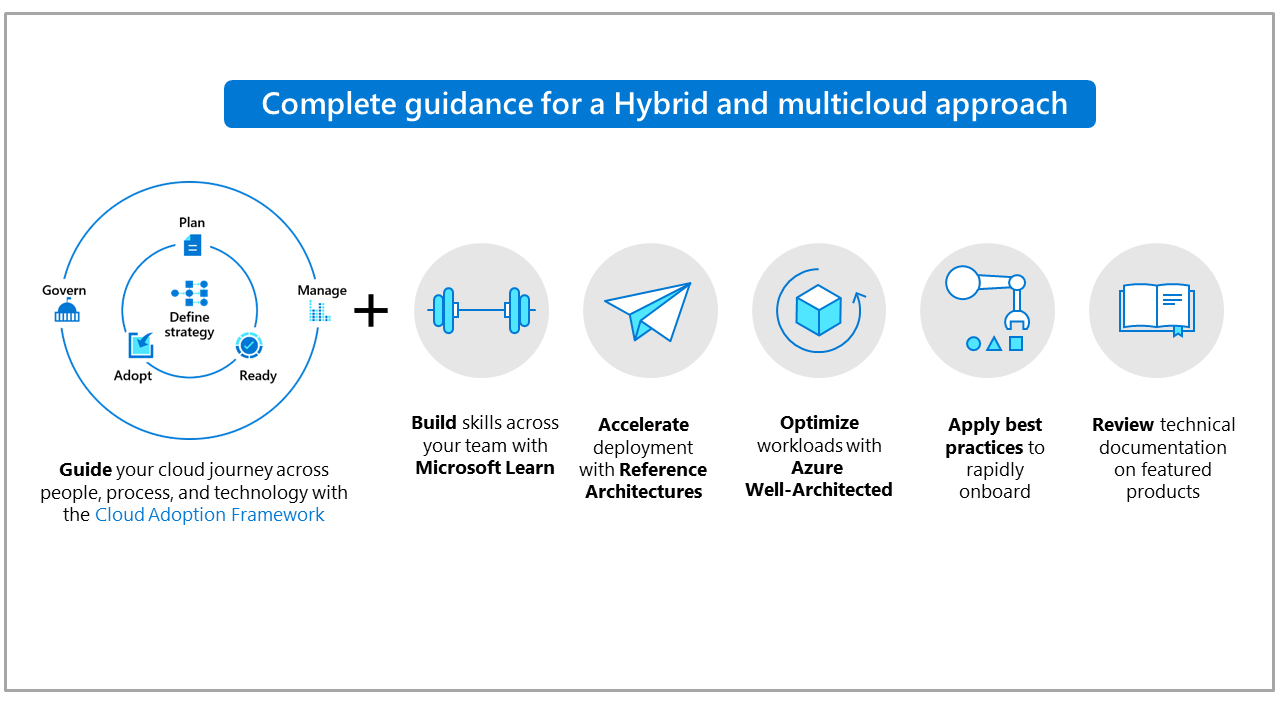 Complete guidance for a Hybrid and multicloud approach
Plan
Govern
Manage
Define
strategy
Adopt
Ready
Guide your cloud journey across
people, process, and technology with
the Cloud Adoption Framework
Build skills across
your team with
Microsoft Learn
Accelerate
deployment
with Reference
Architectures
Optimize
workloads with
Azure
Well-Architected
Apply best
practices to
rapidly
onboard
Review technical
documentation
on featured
products